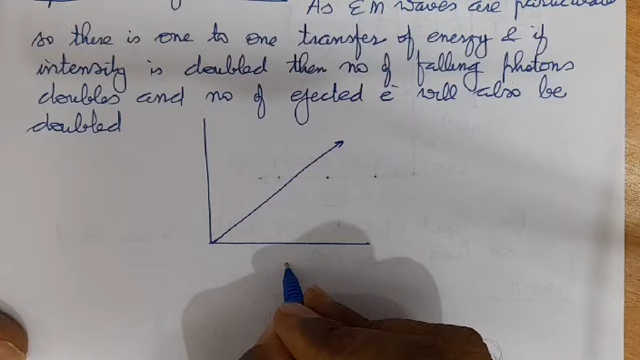 As EM waves are particulate
so there is one to one transfer of energy & if
intensity is doubled then no of falling photons
doubles and no of ejected e⁻ will also be
doubled